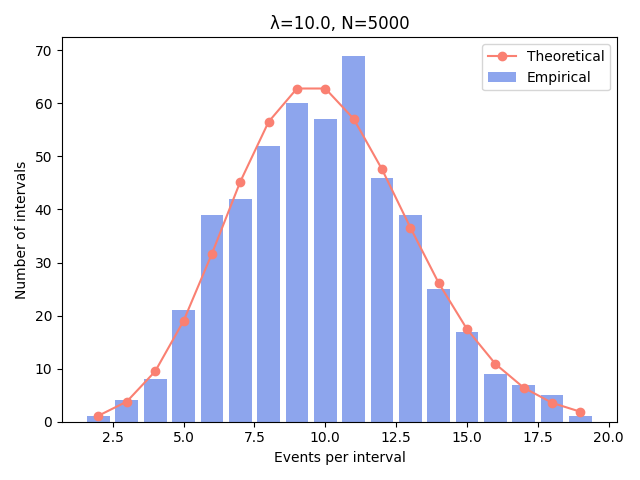 λ=10.0, N=5000
Theoretical
Empirical
Number of intervals
70
60
50
40
30
20
10
0
2.5 5.0 7.5 10.0 12.5 15.0 17.5 20.0
Events per interval